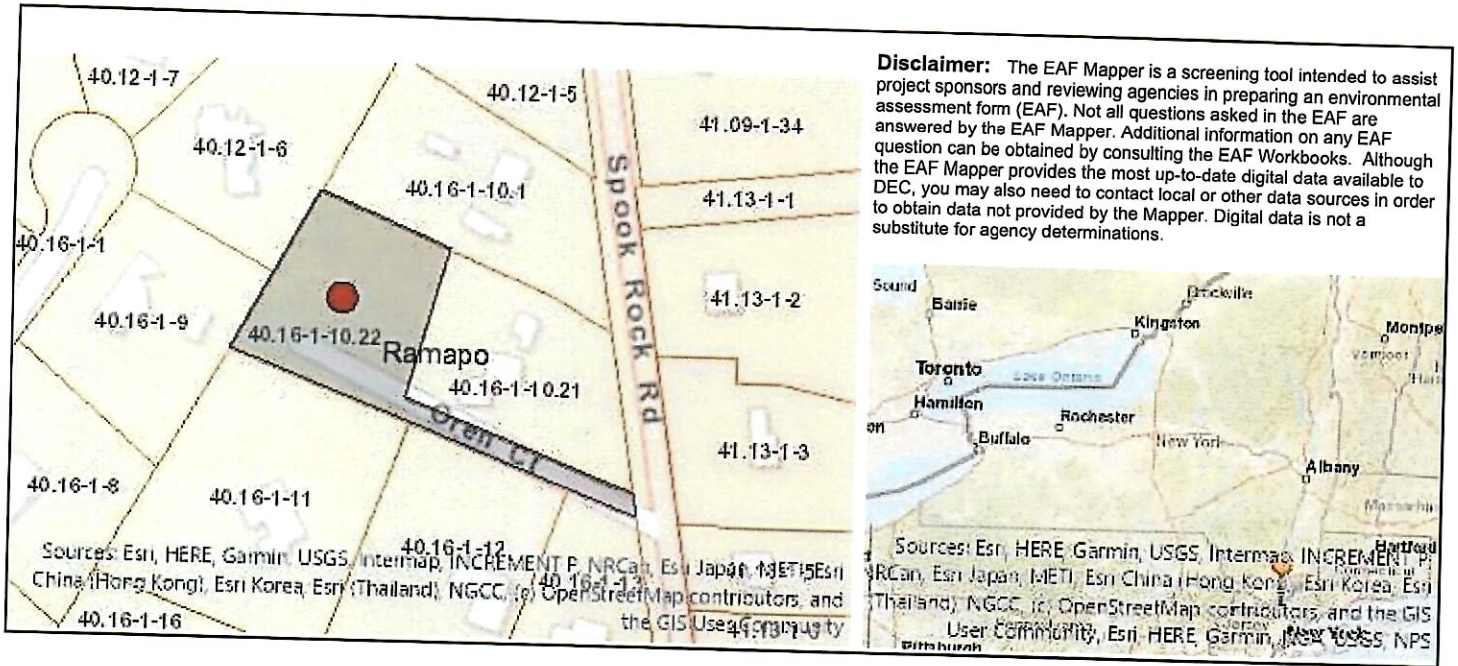 40.12-1-7
40.12-1-5
41.09-1-34
40.12-1-6
40.16-1-10.1
41.13-1-1
Spook Rock Rd
40.16-1-1
41.13-1-2
40.16-1-9
40.16-1-10.22
Ramapo
40.16-1-10.21
Oren CT
41.13-1-3
40.16-1-8
40.16-1-11
40.16-1-12
Sources: Esri, HERE, Garmin, USGS, Intermap, INCREMENT P, NRCan, Esri Japan, METI, Esri
China (Hong Kong), Esri Korea, Esri (Thailand), NGCC, (c) OpenStreetMap contributors, and
the GIS User Community
40.16-1-16
Disclaimer: The EAF Mapper is a screening tool intended to assist
project sponsors and reviewing agencies in preparing an environmental
assessment form (EAF). Not all questions asked in the EAF are
answered by the EAF Mapper. Additional information on any EAF
question can be obtained by consulting the EAF Workbooks. Although
the EAF Mapper provides the most up-to-date digital data available to
DEC, you may also need to contact local or other data sources in order
to obtain data not provided by the Mapper. Digital data is not a
substitute for agency determinations.
Sound
Barrie
Brockville
Kingston
Montpe
Vermont
Toronto
Lake Ontario
Hamilton
Rochester
on
Buffalo
New York
Albany
Massachu
Hartford
Sources: Esri, HERE, Garmin, USGS, Intermap, INCREMENT P,
NRCan, Esri Japan, METI, Esri China (Hong Kong), Esri Korea, Esri
(Thailand), NGCC, (c) OpenStreetMap contributors, and the GIS
User Community, Esri, HERE, Garmin, USGS, NPS
Pittsburgh